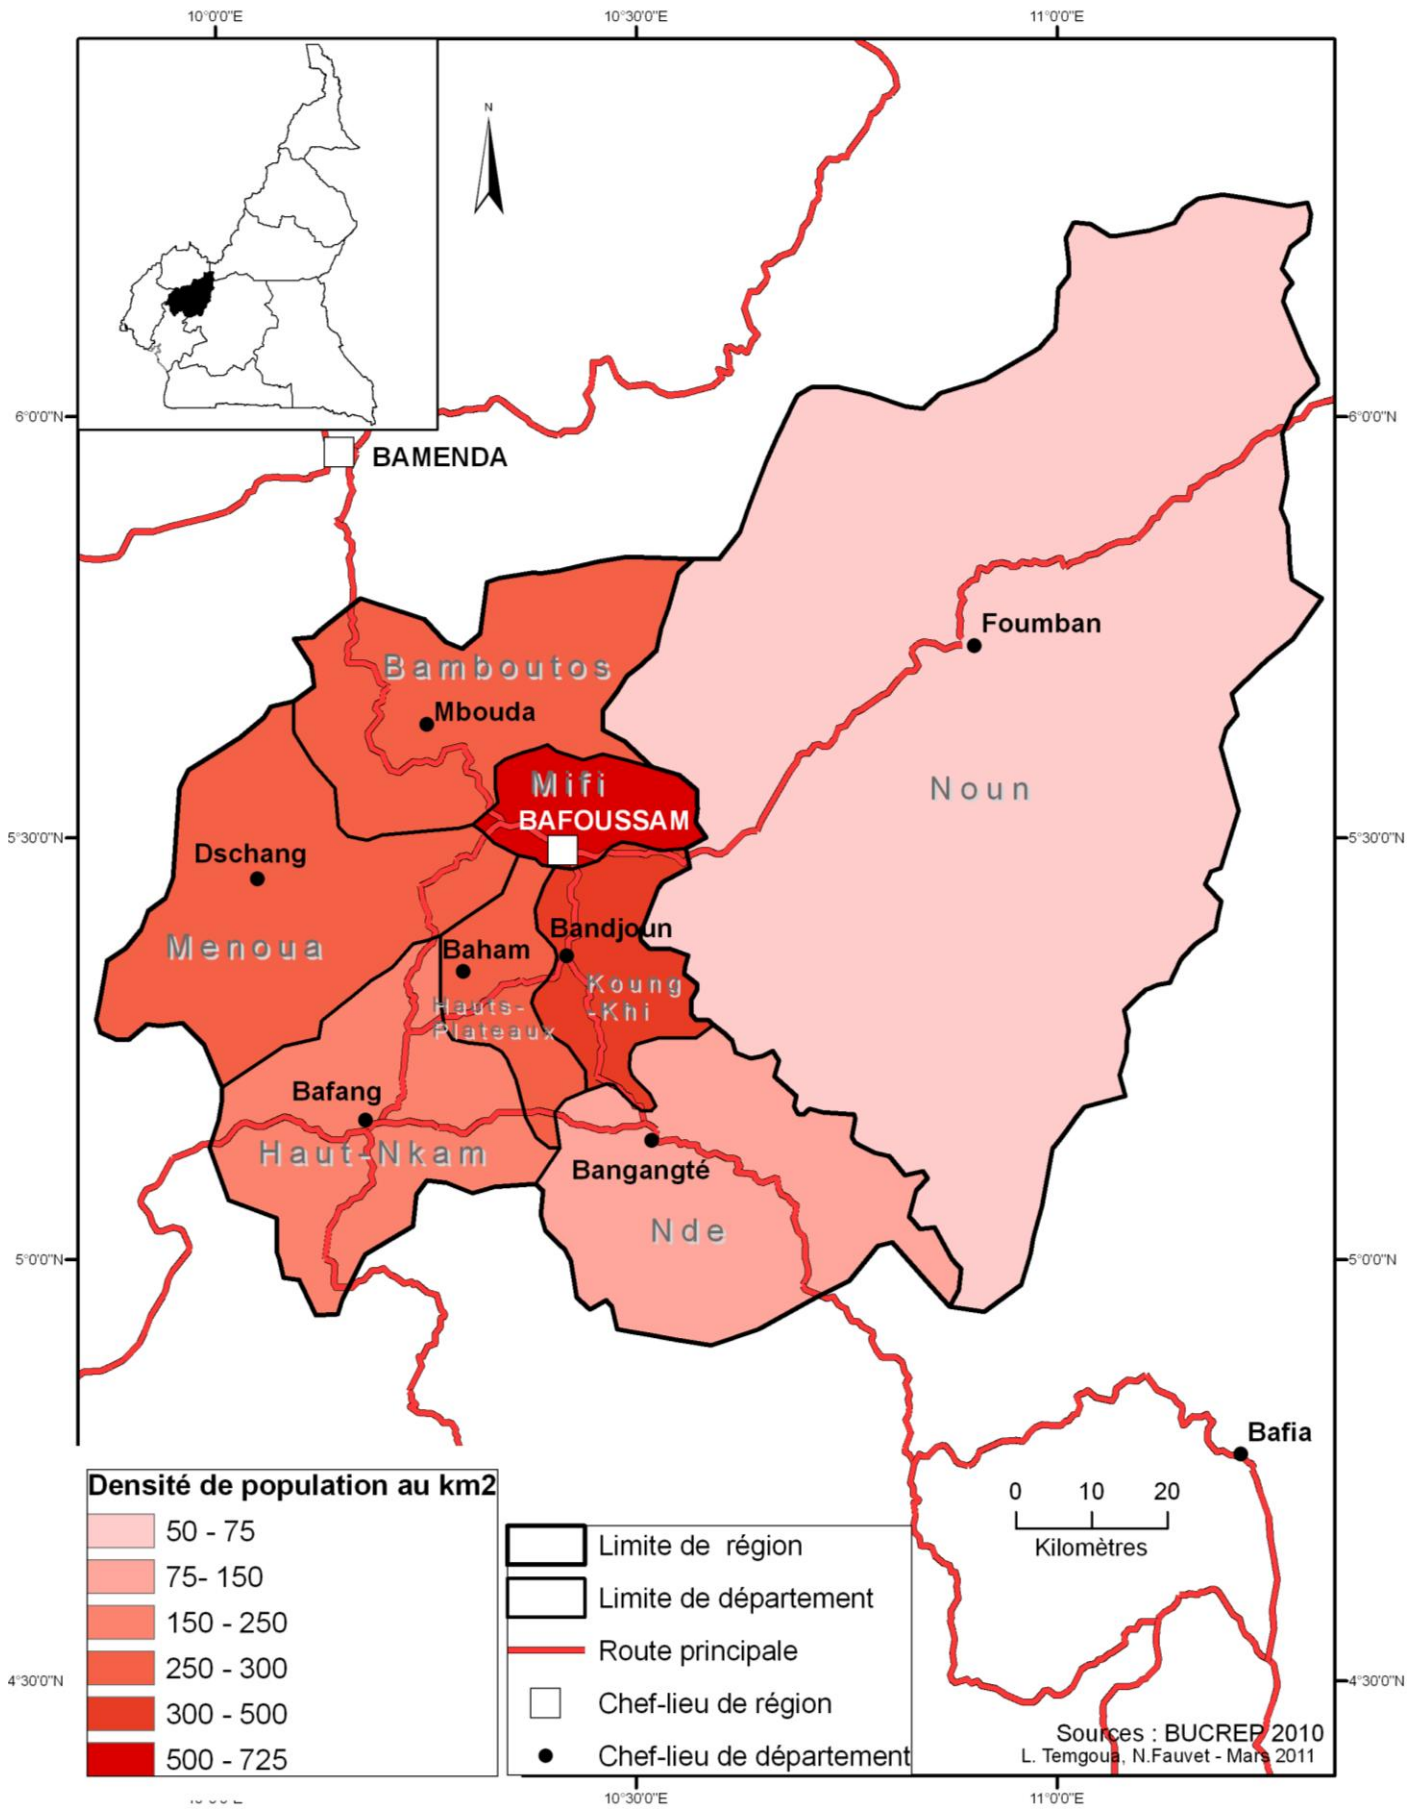 10°0'0"E
10°30'0"E
11°0'0"E
N
6°0'0"N
6°0'0"N
BAMENDA
Foumban
Bamboutos
Mbouda
Mifi
Noun
BAFOUSSAM
5°30'0"N
5°30'0"N
Dschang
Bandjoun
Menoua
Baham
Koung
-Khi
Hauts-
Plateaux
Bafang
Haut-Nkam
Bangangté
Nde
5°0'0"N
5°0'0"N
Bafia
Densité de population au km2
50 - 75
75- 150
150 - 250
250 - 300
300 - 500
500 - 725
Limite de région
Limite de département
Route principale
Chef-lieu de région
Chef-lieu de département
0 10 20
Kilomètres
4°30'0"N
4°30'0"N
Sources : BUCREP 2010
L. Temgoua, N.Fauvet - Mars 2011
10°30'0"E
11°0'0"E